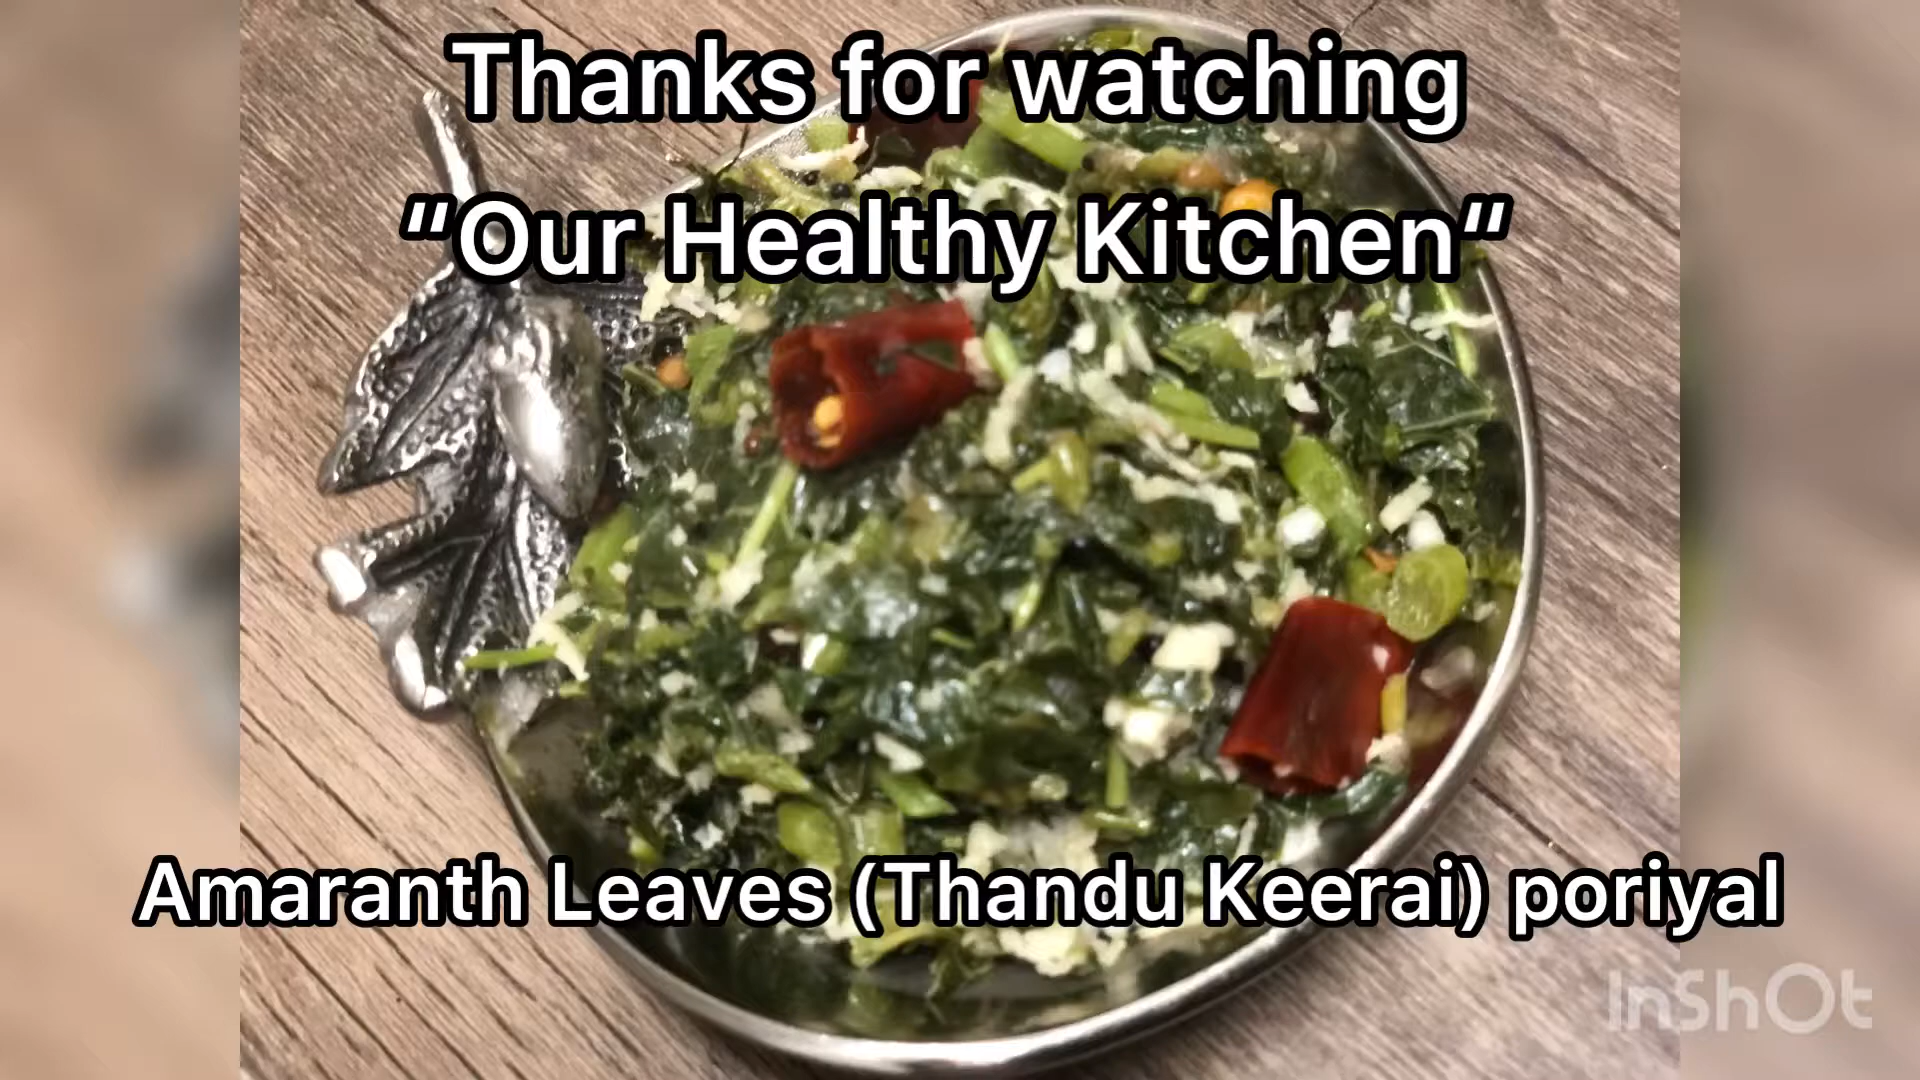 Thanks for watching
"Our Healthy Kitchen"
Amaranth Leaves (Thandu Keerai) poriyal
InShOt